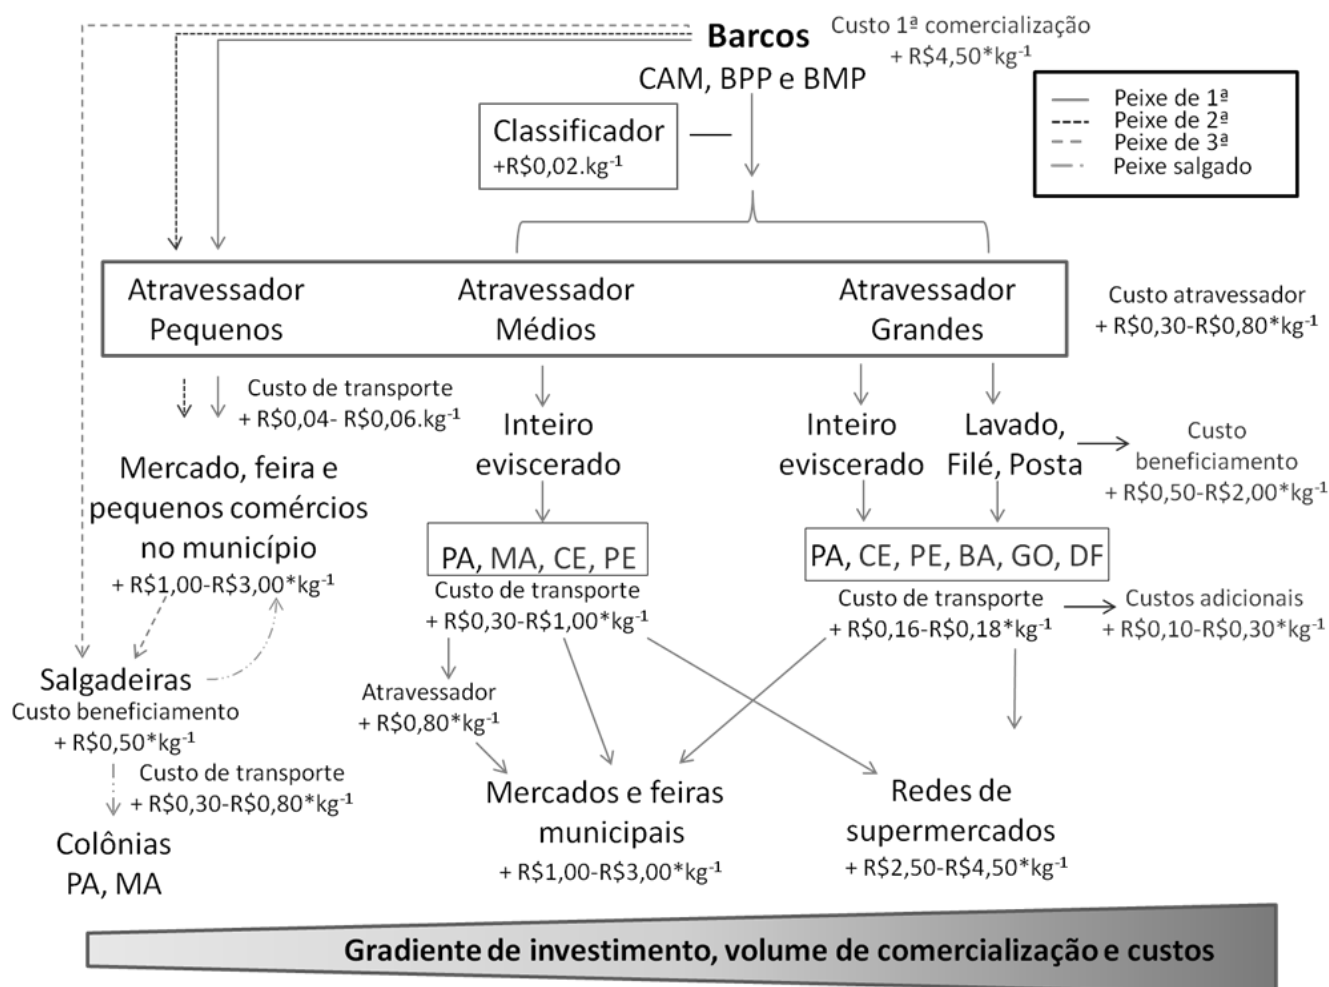 Barcos
CAM, BPP e BMP
Custo 1ª comercialização
+ R$4,50*kg⁻¹
Peixe de 1ª
Peixe de 2ª
Peixe de 3ª
Peixe salgado
Classificador
+R$0,02.kg⁻¹
Atravessador
Pequenos
Atravessador
Médios
Atravessador
Grandes
Custo atravessador
+ R$0,30-R$0,80*kg⁻¹
Custo de transporte
+ R$0,04- R$0,06.kg⁻¹
Inteiro
eviscerado
Inteiro
eviscerado
Lavado,
Filé, Posta
Custo
beneficiamento
+ R$0,50-R$2,00*kg⁻¹
Mercado, feira e
pequenos comércios
no município
+ R$1,00-R$3,00*kg⁻¹
PA, MA, CE, PE
Custo de transporte
+ R$0,30-R$1,00*kg⁻¹
PA, CE, PE, BA, GO, DF
Custo de transporte
+ R$0,16-R$0,18*kg⁻¹
Custos adicionais
+ R$0,10-R$0,30*kg⁻¹
Salgadeiras
Custo beneficiamento
+ R$0,50*kg⁻¹
Atravessador
+ R$0,80*kg⁻¹
Custo de transporte
+ R$0,30-R$0,80*kg⁻¹
Colônias
PA, MA
Mercados e feiras
municipais
+ R$1,00-R$3,00*kg⁻¹
Redes de
supermercados
+ R$2,50-R$4,50*kg⁻¹
Gradiente de investimento, volume de comercialização e custos